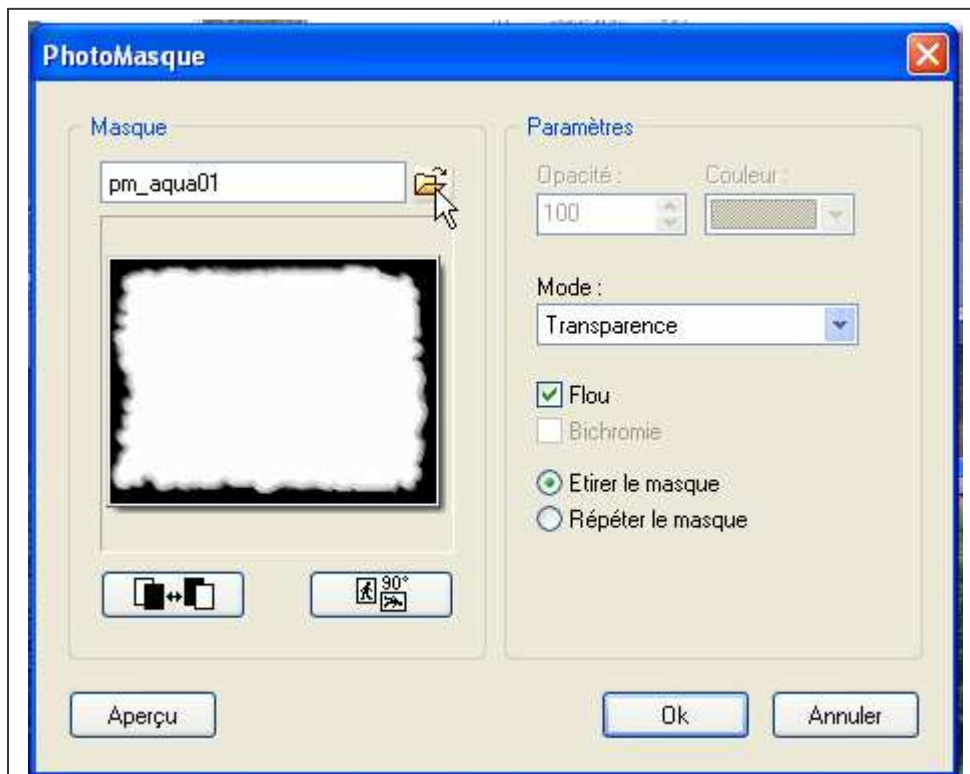 PhotoMasque
Masque
pm_aqua01
90°
Paramètres
Opacité :
Couleur :
100
Mode :
Transparence
Flou
Bichromie
Etirer le masque
Répéter le masque
Aperçu
Ok
Annuler